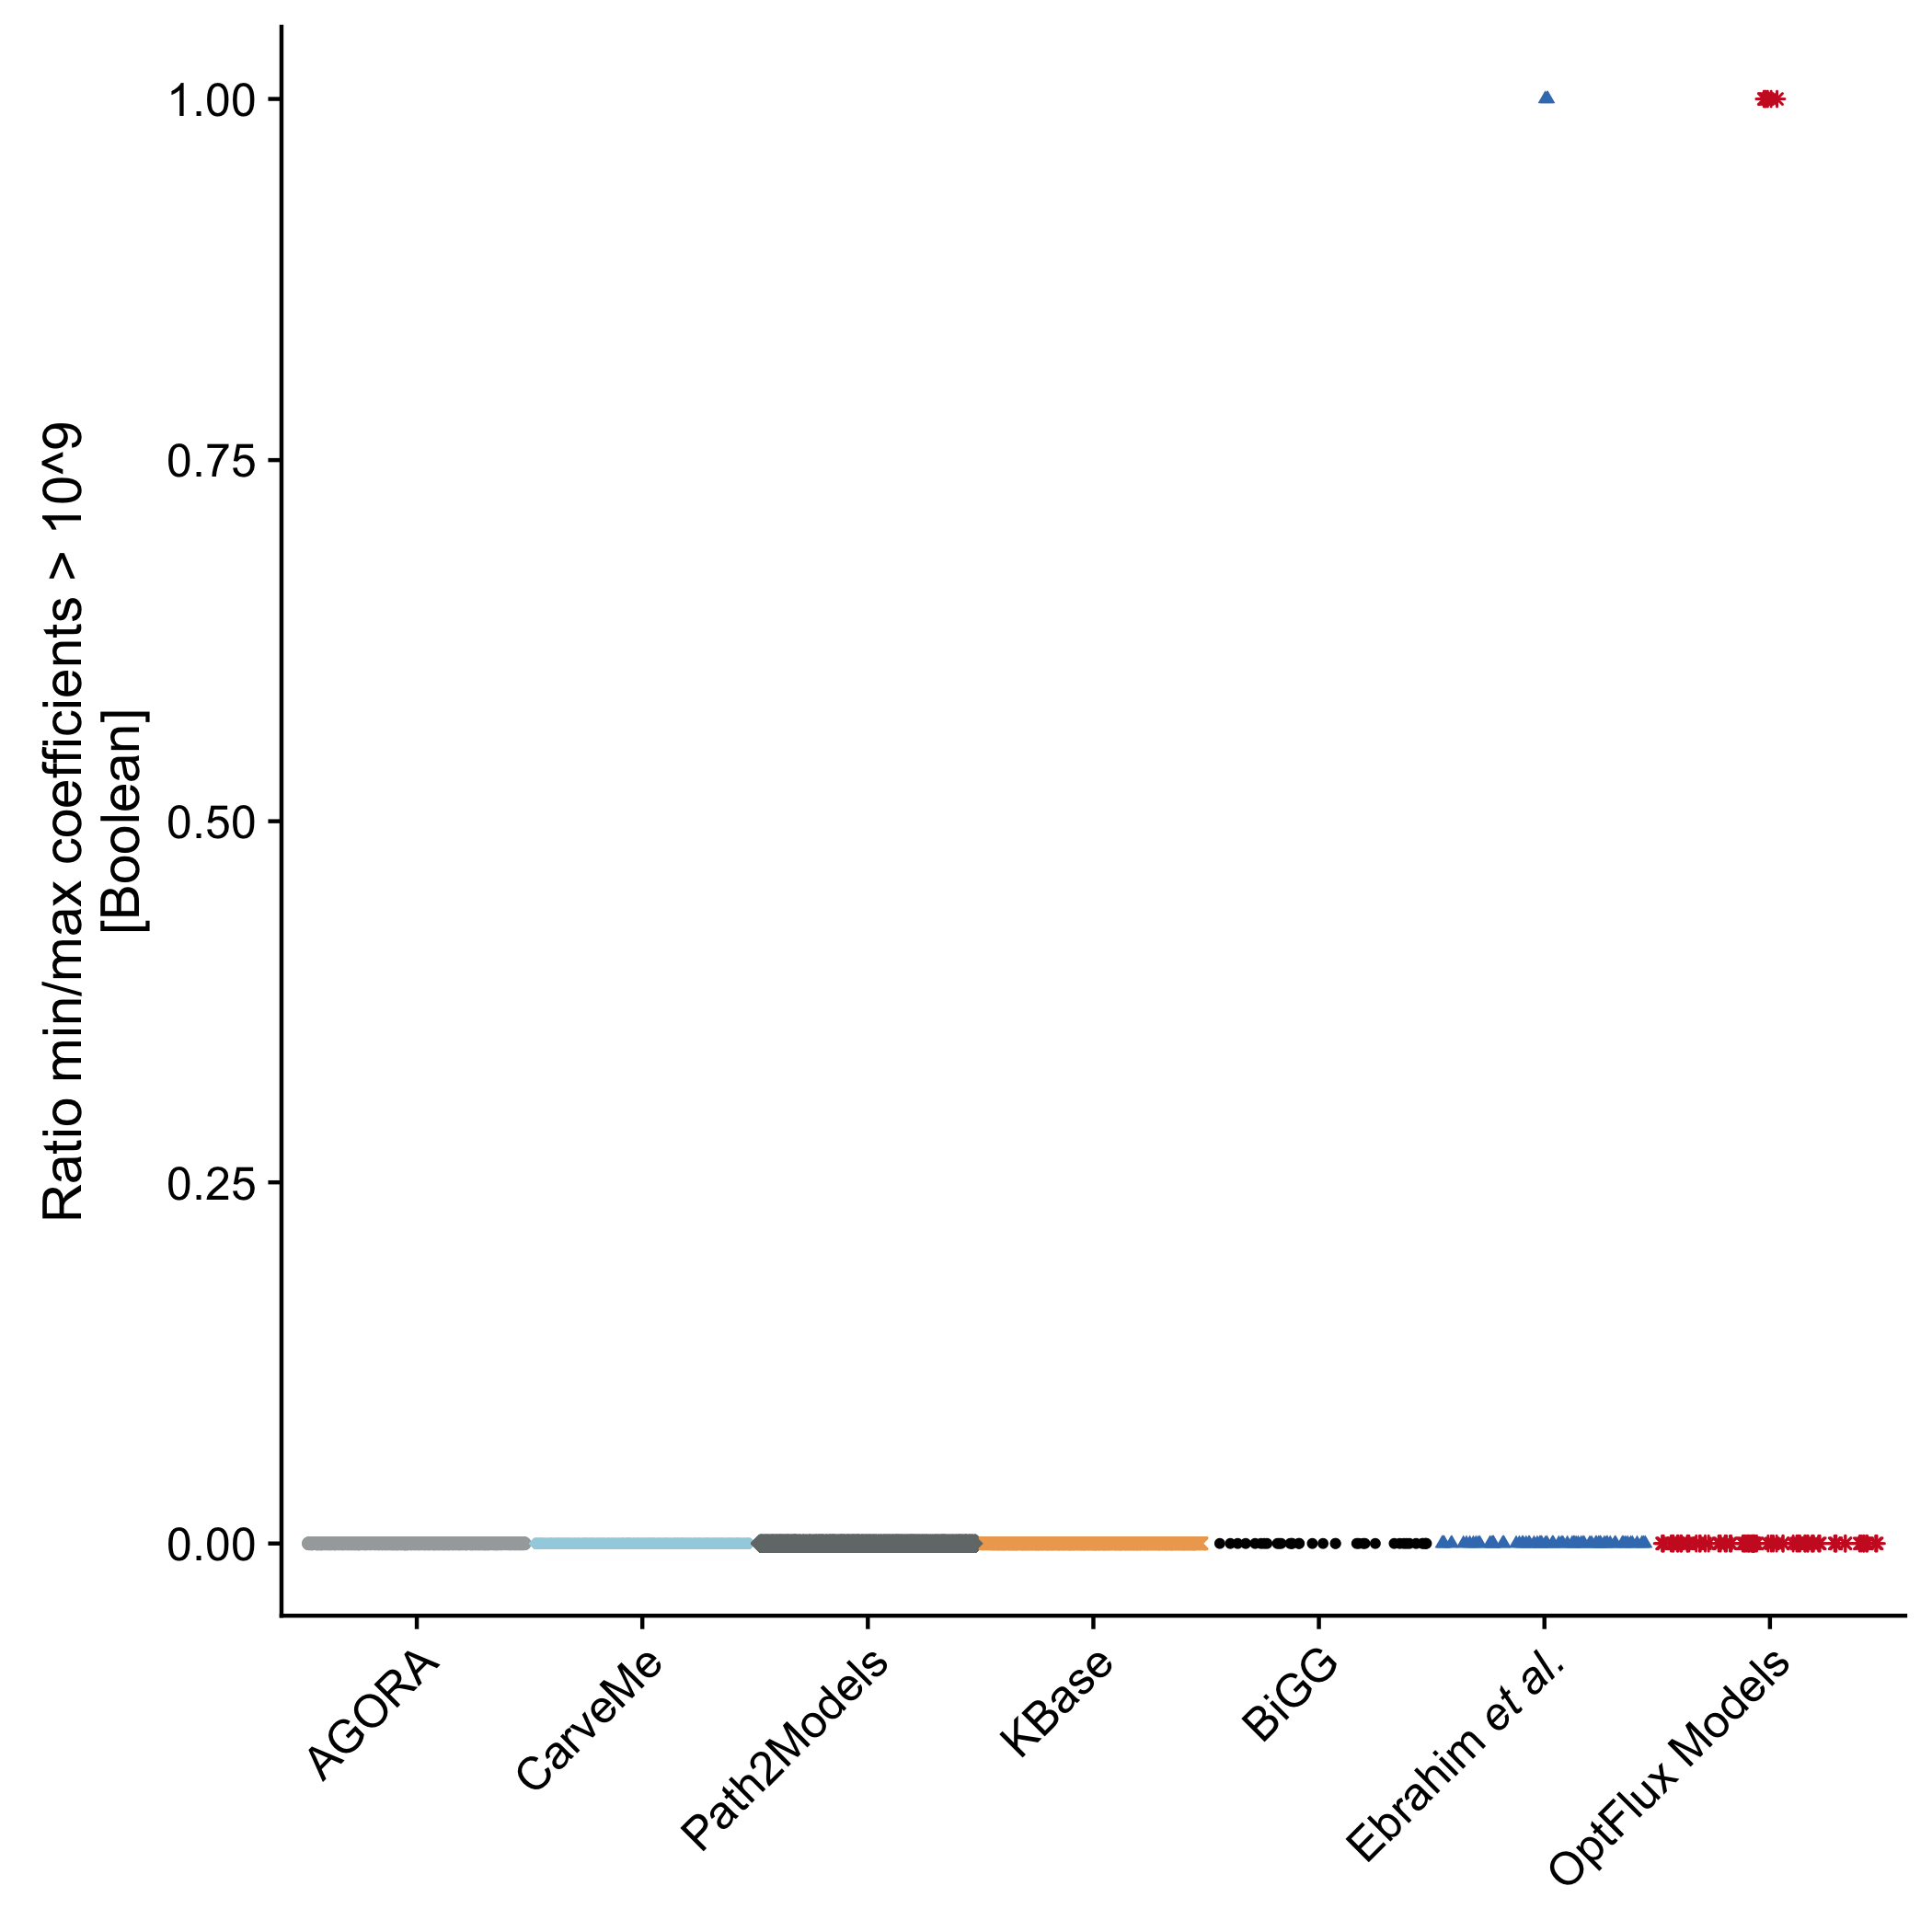 Ratio min/max coefficients > 10^9
[Boolean]
1.00
0.75
0.50
0.25
0.00
AGORA
CarveMe
Path2Models
KBase
BiGG
Ebrahim et al.
OptFlux Models